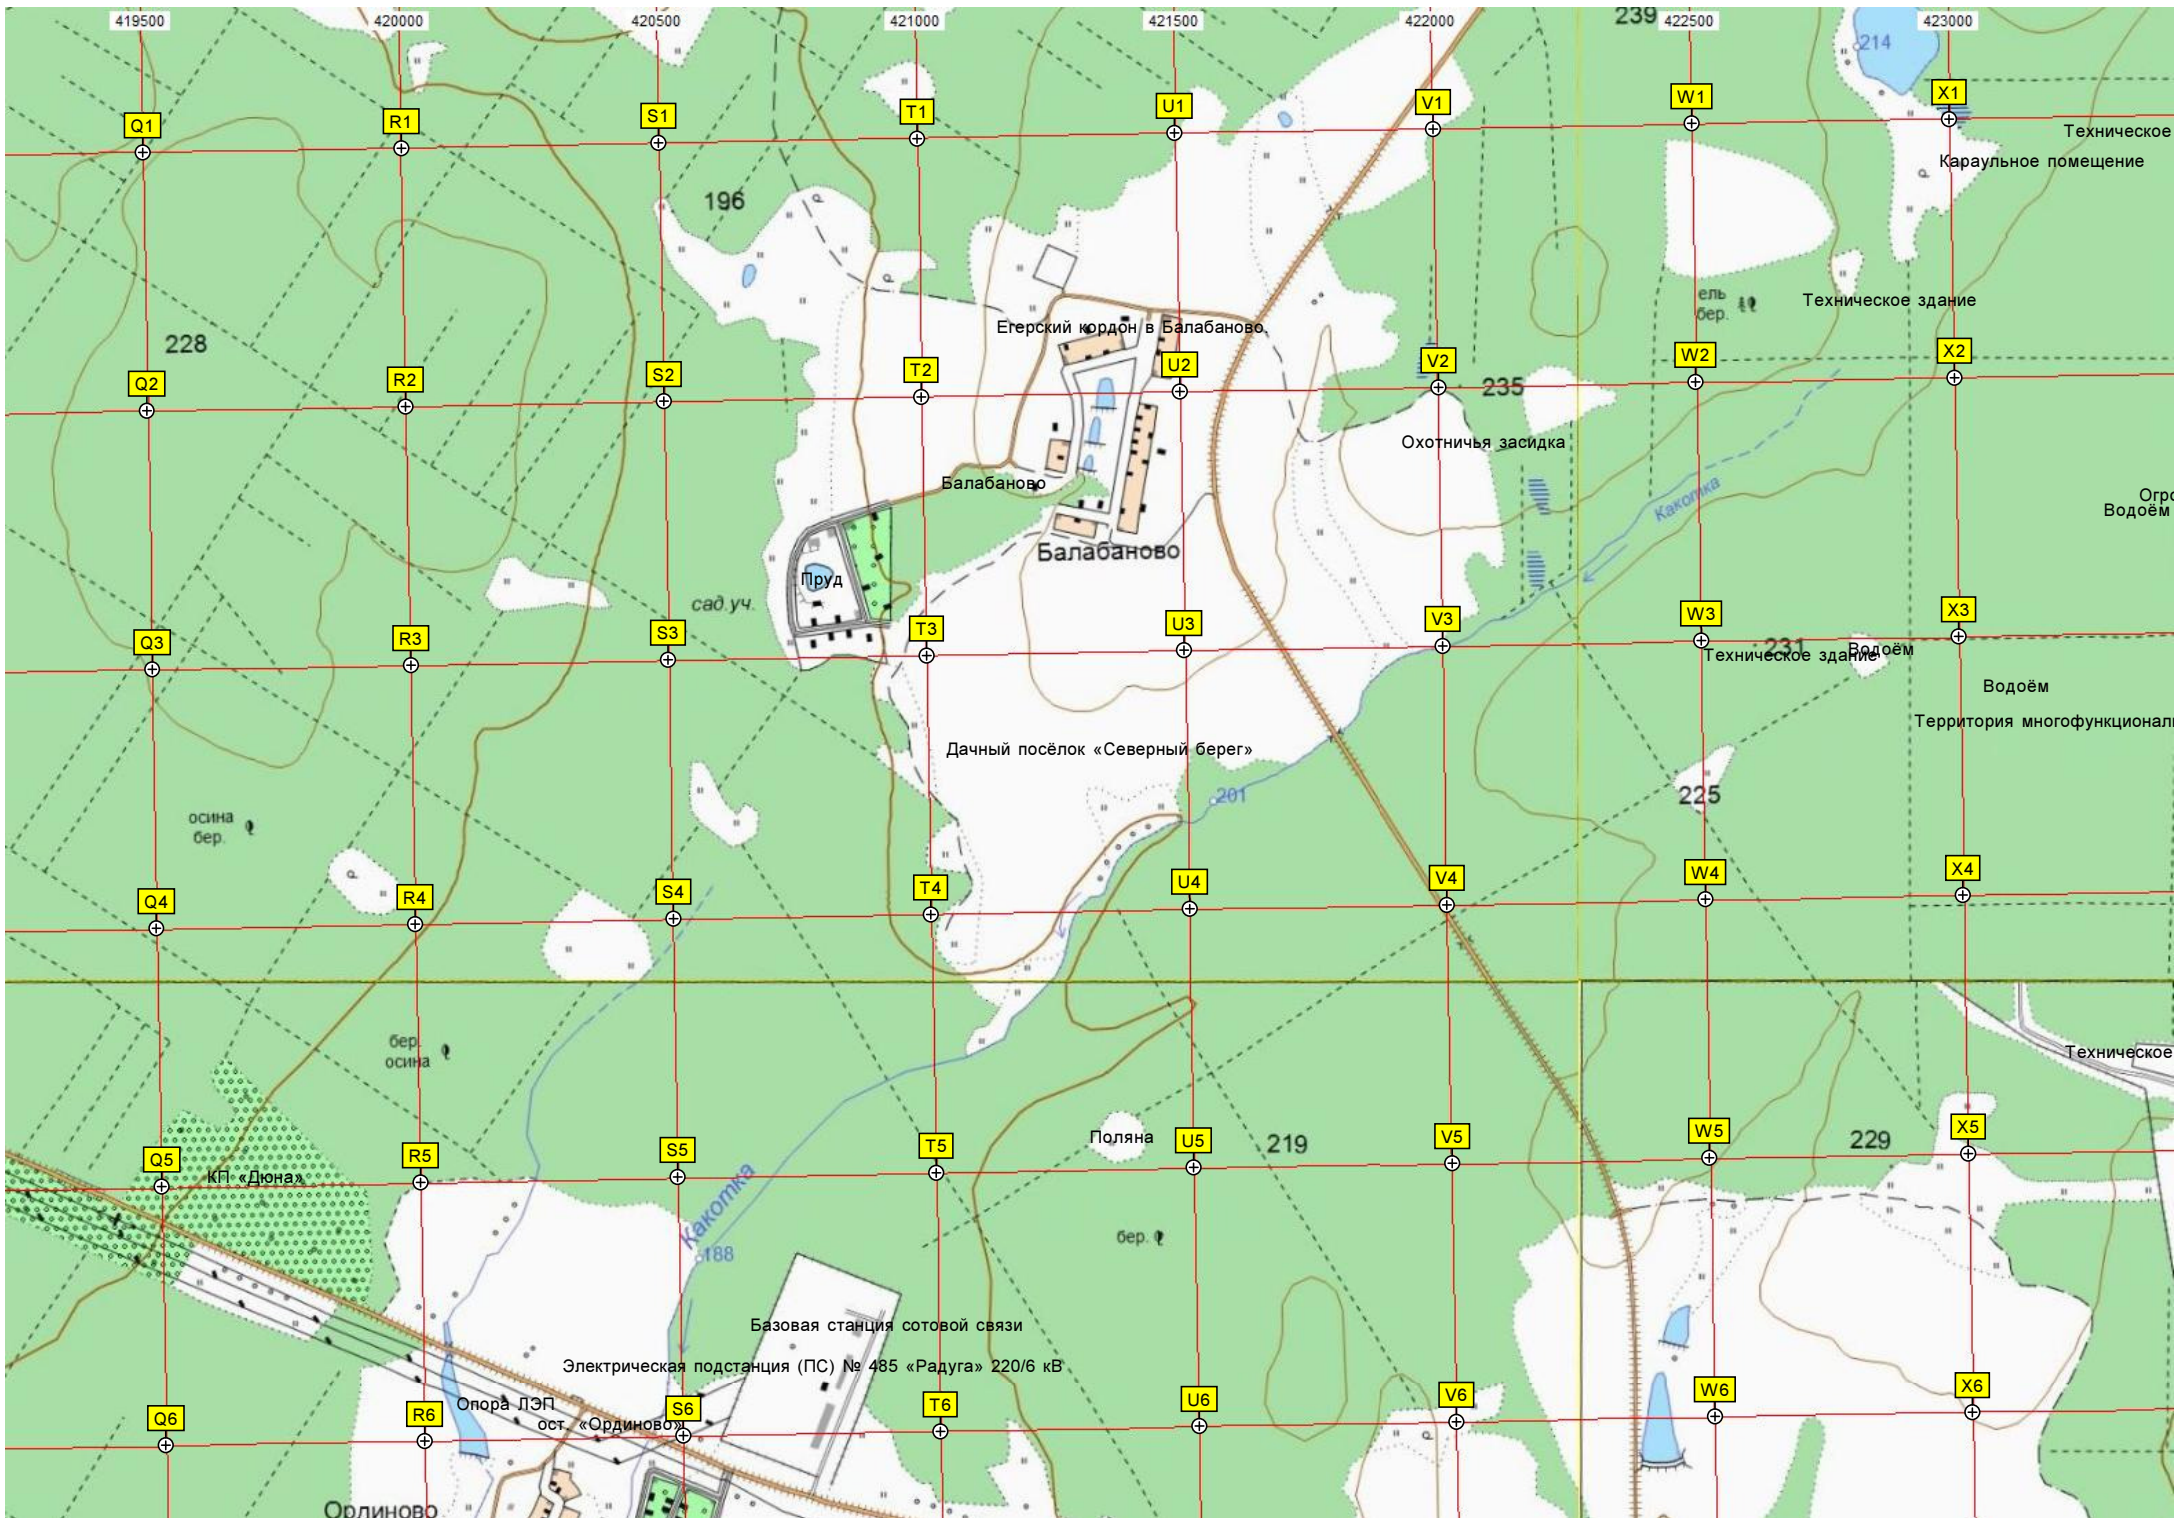 419500 420000 420500 421000 421500 422000 422500 423000
239
214
Q1 R1 S1 T1 U1 V1 W1 X1
Техническое
Караульное помещение
196
ель
бер.
Техническое здание
Егерский кордон в Балабаново
228
Q2 R2 S2 T2 U2 V2 W2 X2
235
Охотничья засидка
Балабаново
Какотка
Водоём
Балабаново
Пруд
сад.уч.
Q3 R3 S3 T3 U3 V3 W3 X3
231
Техническое здание
Водоём
Водоём
Территория многофункциональ
Дачный посёлок «Северный берег»
201
225
осина
бер.
Q4 R4 S4 T4 U4 V4 W4 X4
бер.
осина
Техническое
Поляна
219
229
Q5 R5 S5 T5 U5 V5 W5 X5
КП «Дюна»
Какотка
188
бер.
Базовая станция сотовой связи
Электрическая подстанция (ПС) № 485 «Радуга» 220/6 кВ
Опора ЛЭП
ост. «Ординово»
Q6 R6 S6 T6 U6 V6 W6 X6
Ординово